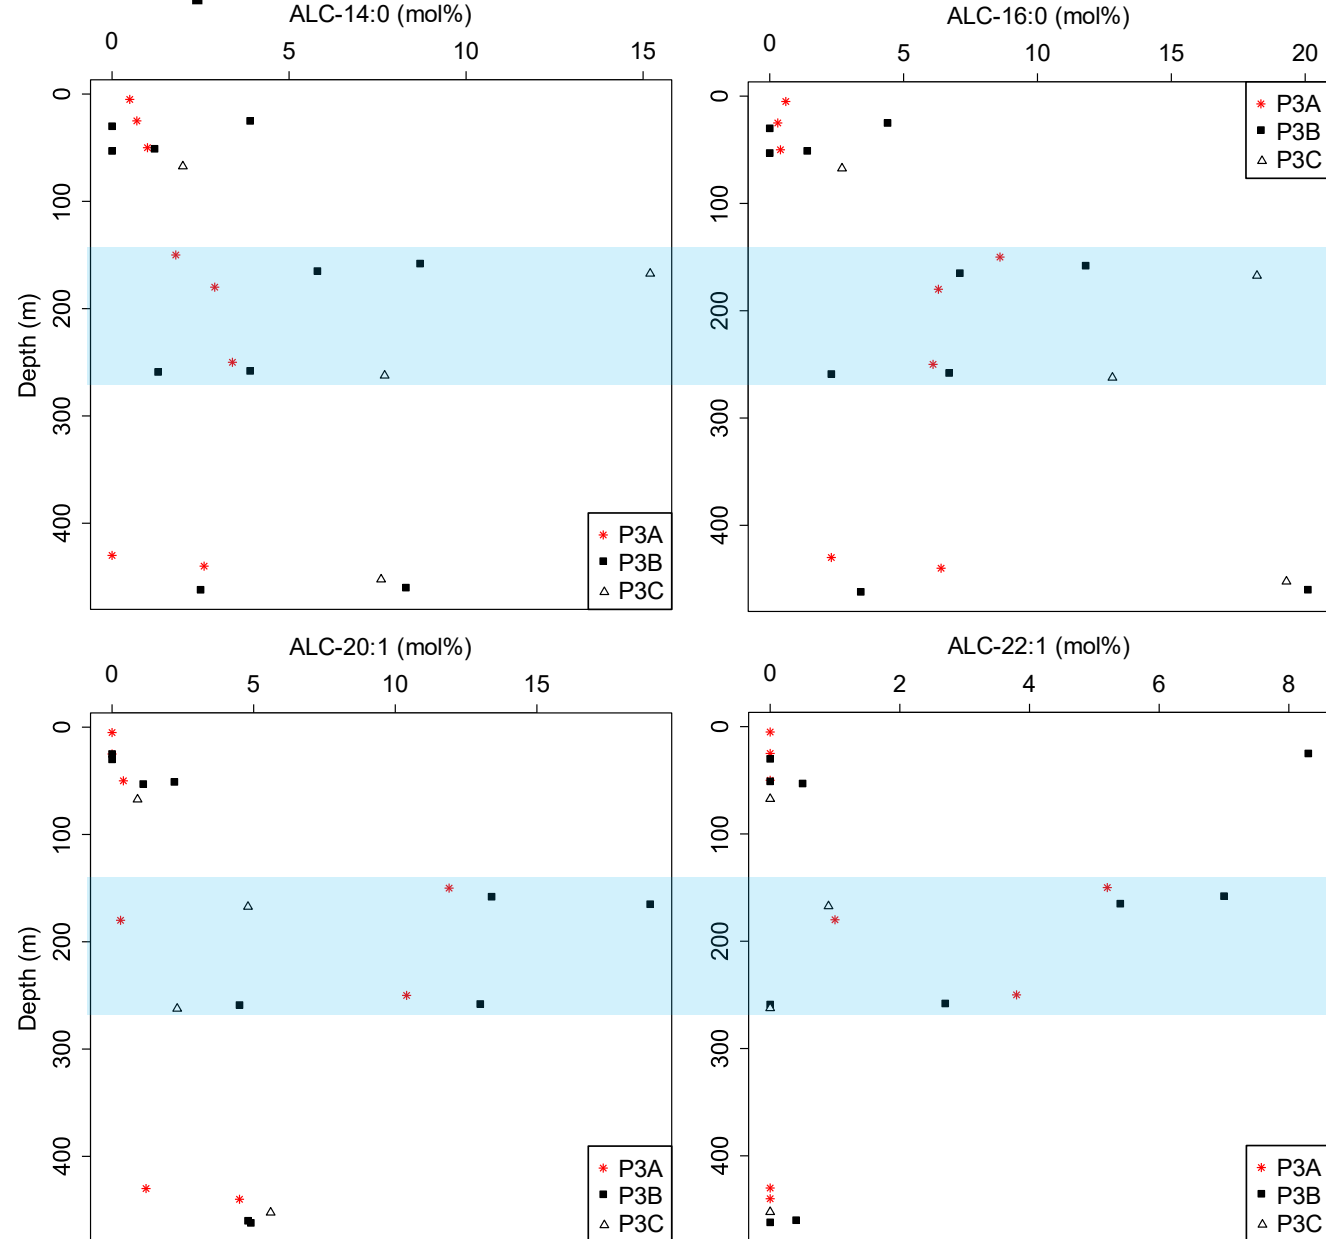 ALC-14:0 (mol%)
0 5 10 15
Depth (m)
0
100
200
300
400
P3A
P3B
P3C
ALC-16:0 (mol%)
0 5 10 15 20
0
100
200
300
400
P3A
P3B
P3C
ALC-20:1 (mol%)
0 5 10 15
Depth (m)
0
100
200
300
400
P3A
P3B
P3C
ALC-22:1 (mol%)
0 2 4 6 8
0
100
200
300
400
P3A
P3B
P3C